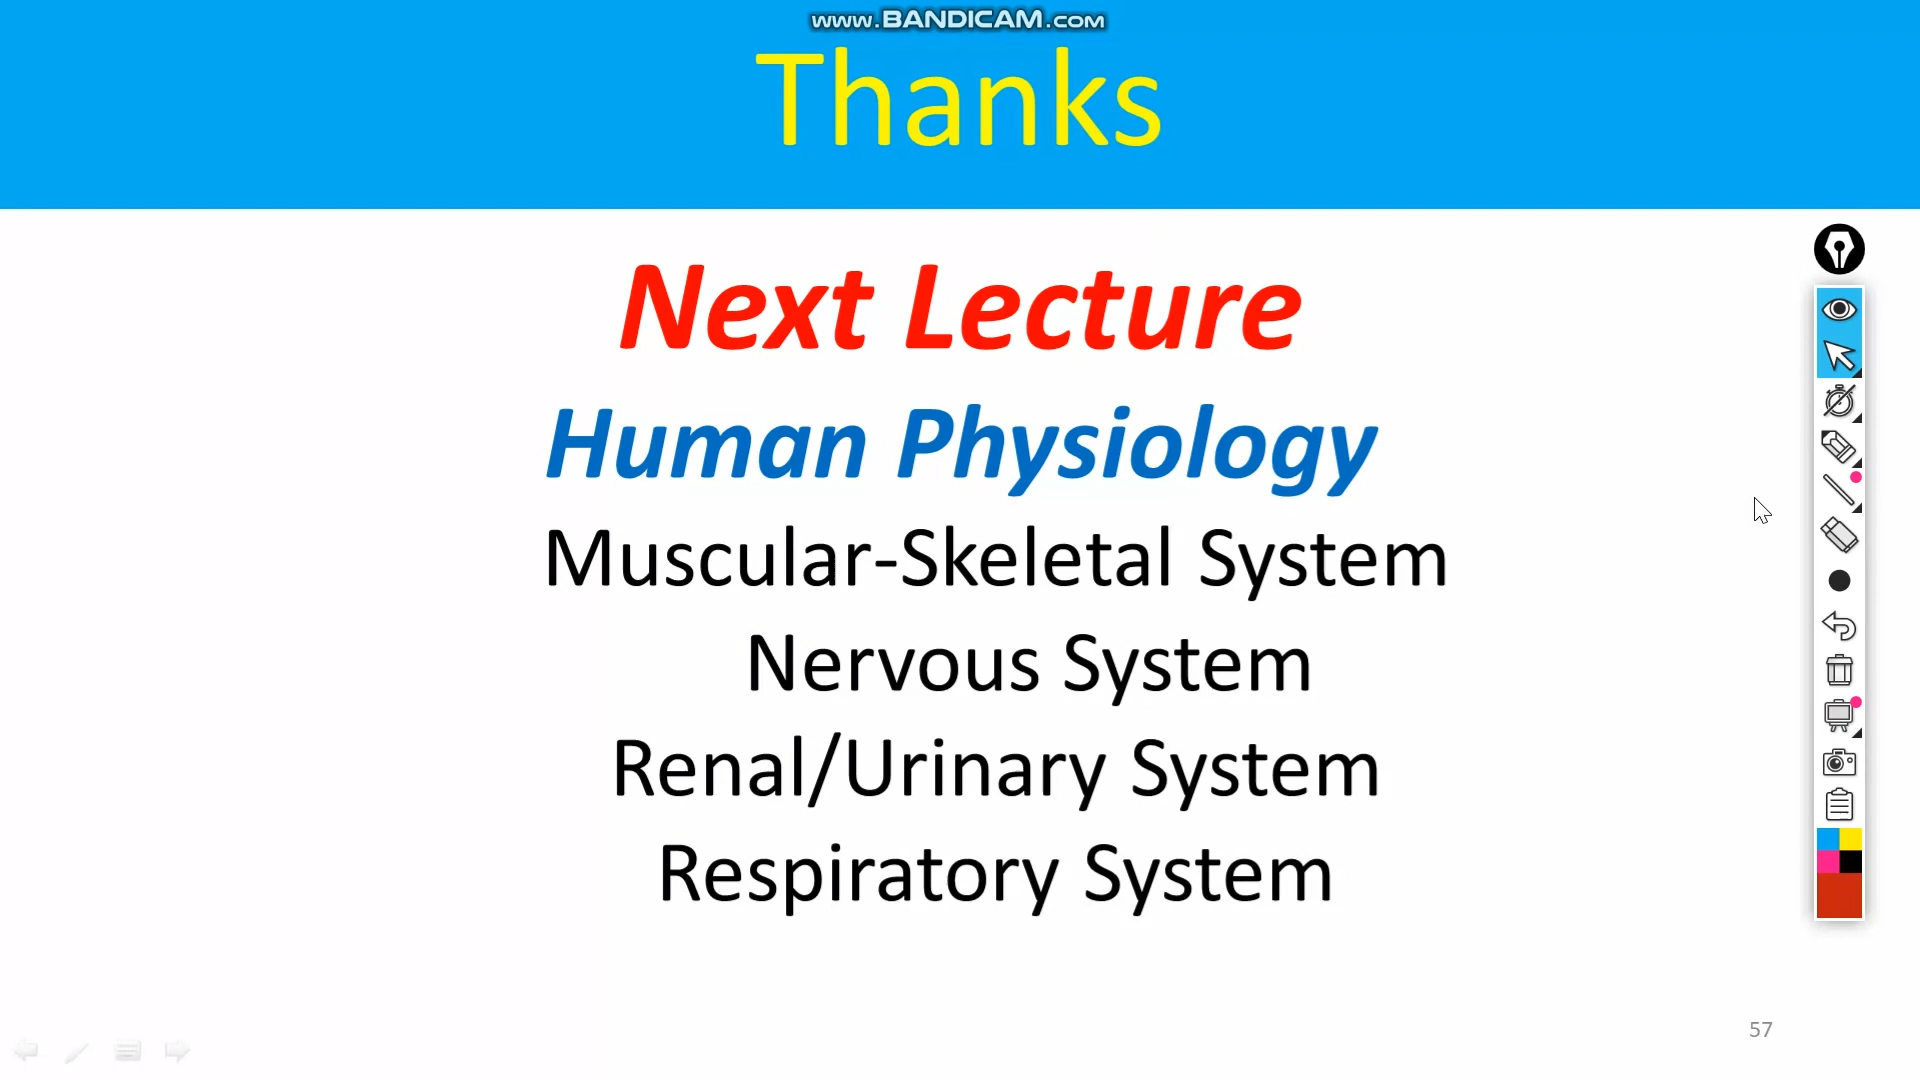 www.BANDICAM.com
Thanks
Next Lecture
Human Physiology
Muscular-Skeletal System
Nervous System
Renal/Urinary System
Respiratory System
57